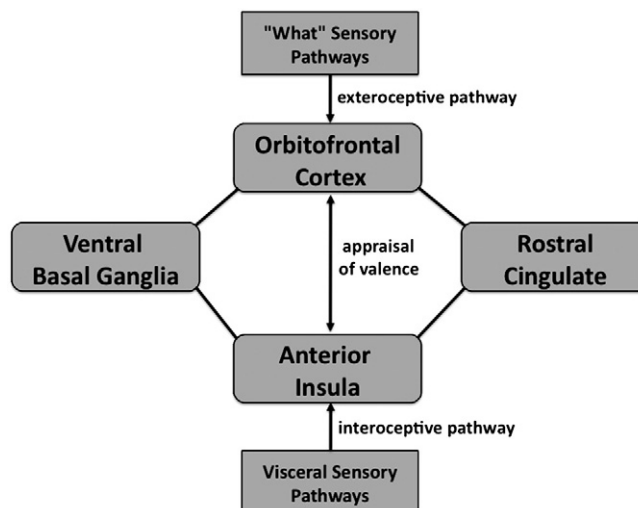 "What" Sensory
Pathways
exteroceptive pathway
Orbitofrontal
Cortex
Ventral
Basal Ganglia
appraisal
of valence
Rostral
Cingulate
Anterior
Insula
interoceptive pathway
Visceral Sensory
Pathways